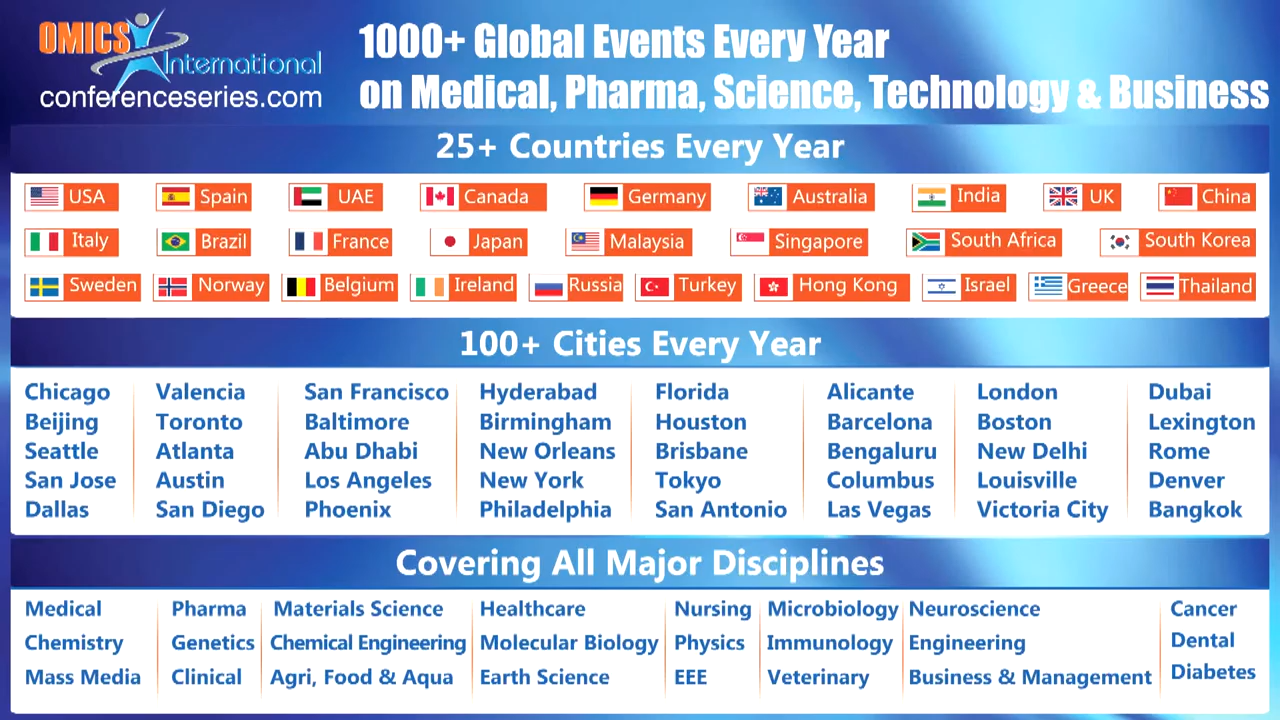 OMICS International
conferenceseries.com
1000+ Global Events Every Year
on Medical, Pharma, Science, Technology & Business
25+ Countries Every Year
USA Spain UAE Canada Germany Australia India UK China
Italy Brazil France Japan Malaysia Singapore South Africa South Korea
Sweden Norway Belgium Ireland Russia Turkey Hong Kong Israel Greece Thailand
100+ Cities Every Year
Chicago Valencia San Francisco Hyderabad Florida Alicante London Dubai
Beijing Toronto Baltimore Birmingham Houston Barcelona Boston Lexington
Seattle Atlanta Abu Dhabi New Orleans Brisbane Bengaluru New Delhi Rome
San Jose Austin Los Angeles New York Tokyo Columbus Louisville Denver
Dallas San Diego Phoenix Philadelphia San Antonio Las Vegas Victoria City Bangkok
Covering All Major Disciplines
Medical Pharma Materials Science Healthcare Nursing Microbiology Neuroscience Cancer
Chemistry Genetics Chemical Engineering Molecular Biology Physics Immunology Engineering Dental
Mass Media Clinical Agri, Food & Aqua Earth Science EEE Veterinary Business & Management Diabetes